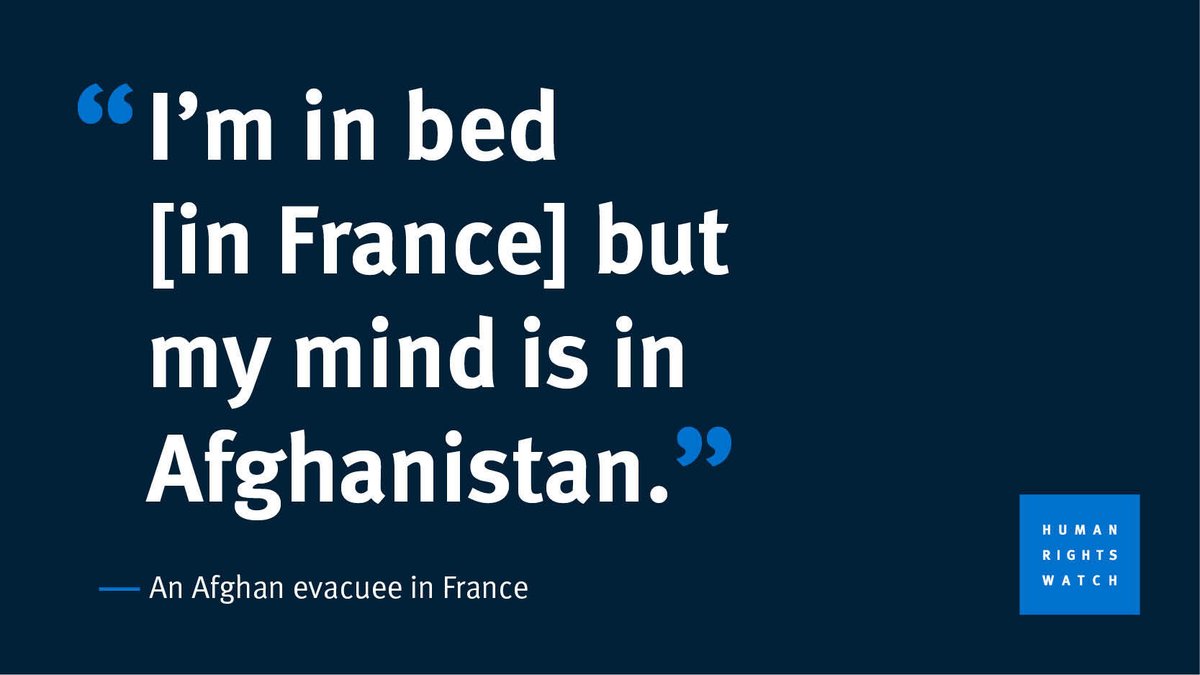 “I’m in bed
[in France] but
my mind is in
Afghanistan.”
— An Afghan evacuee in France
HUMAN
RIGHTS
WATCH